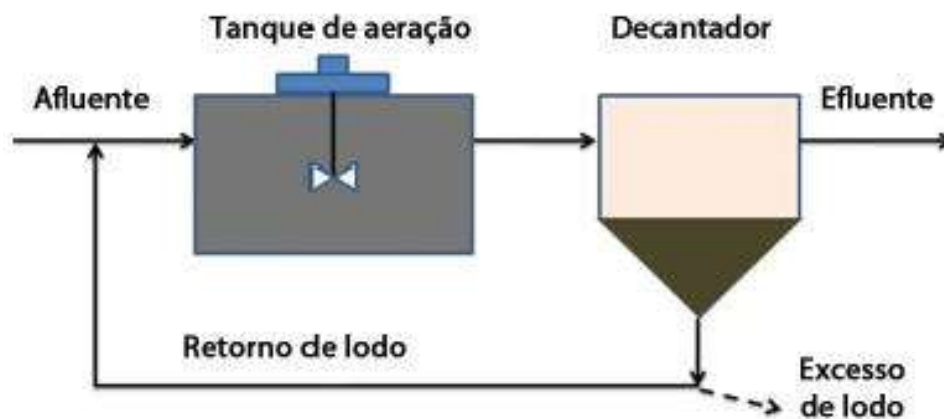 Tanque de aeração
Decantador
Afluente
Efluente
Retorno de lodo
Excesso
de lodo